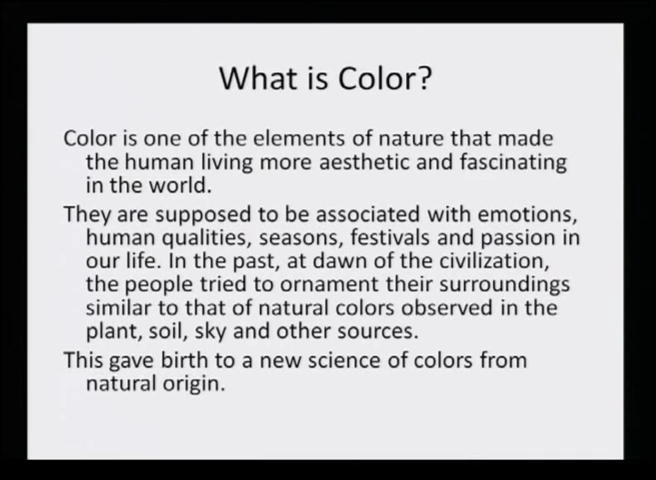 What is Color?
Color is one of the elements of nature that made
the human living more aesthetic and fascinating
in the world.
They are supposed to be associated with emotions,
human qualities, seasons, festivals and passion in
our life. In the past, at dawn of the civilization,
the people tried to ornament their surroundings
similar to that of natural colors observed in the
plant, soil, sky and other sources.
This gave birth to a new science of colors from
natural origin.